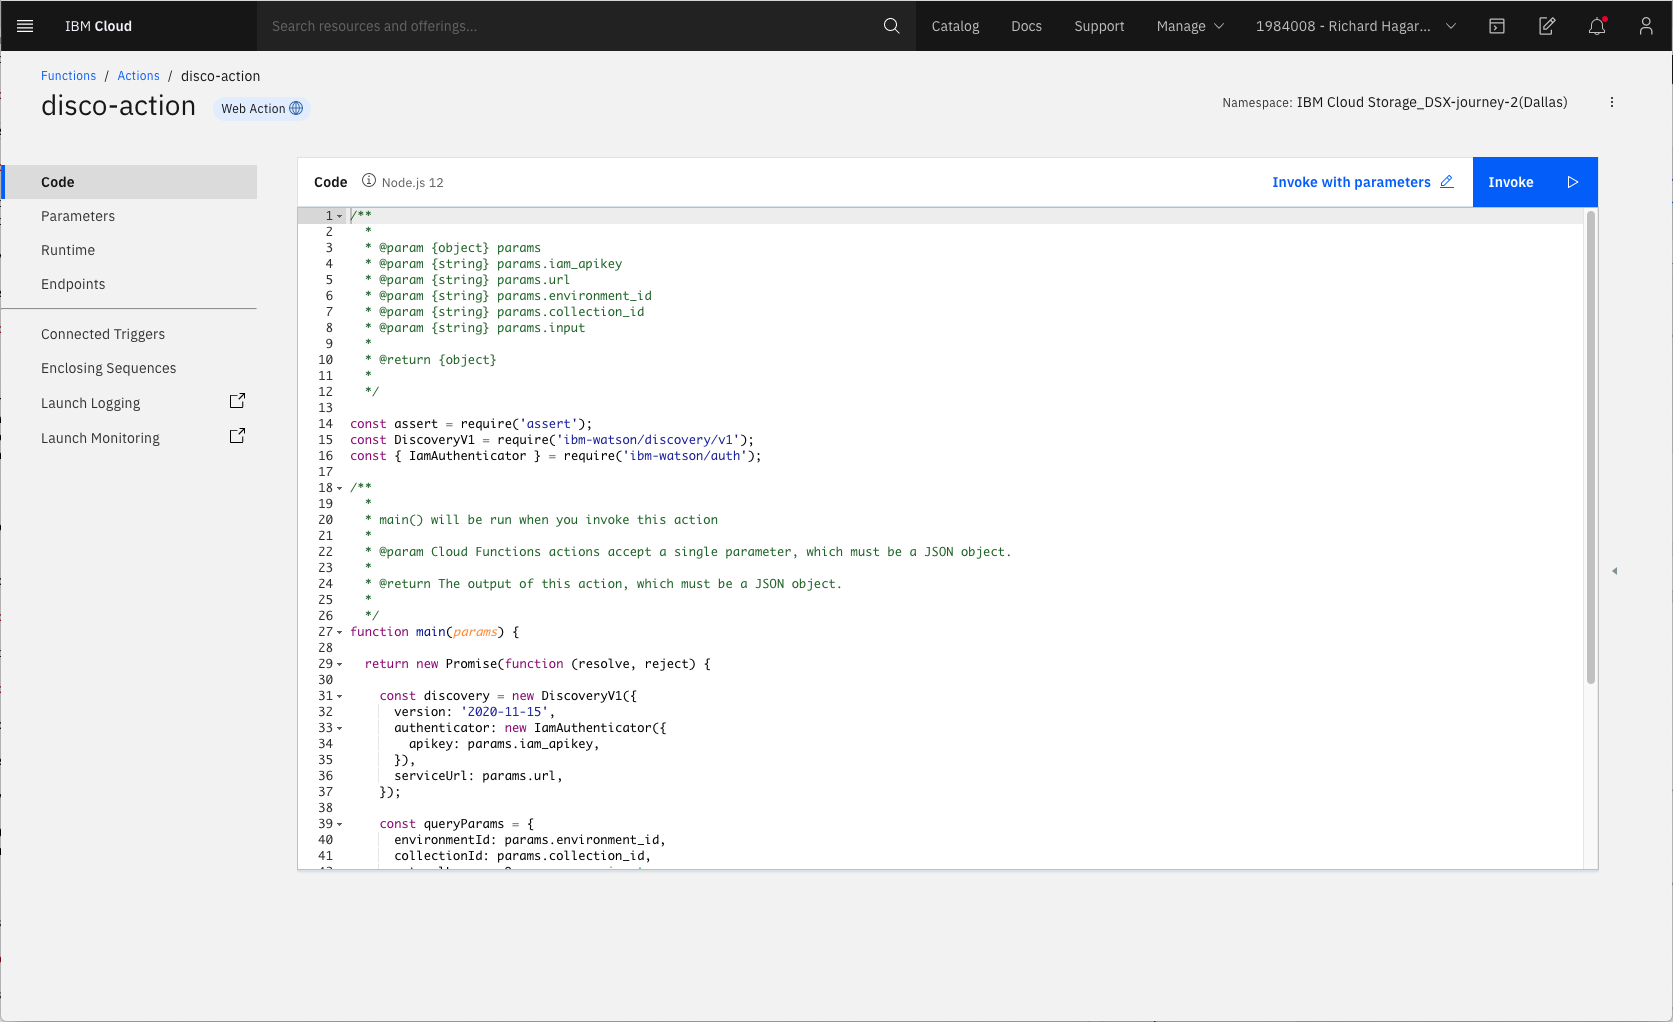 IBM Cloud
Search resources and offerings...
Catalog
Docs
Support
Manage
1984008 - Richard Hagar...
Functions / Actions / disco-action
disco-action
Web Action
Namespace: IBM Cloud Storage_DSX-journey-2(Dallas)
Code
Parameters
Runtime
Endpoints
Connected Triggers
Enclosing Sequences
Launch Logging
Launch Monitoring
Code
Node.js 12
Invoke with parameters
Invoke
1 /**
2 *
3 * @param {object} params
4 * @param {string} params.iam_apikey
5 * @param {string} params.url
6 * @param {string} params.environment_id
7 * @param {string} params.collection_id
8 * @param {string} params.input
9 *
10 * @return {object}
11 *
12 */
13
14 const assert = require('assert');
15 const DiscoveryV1 = require('ibm-watson/discovery/v1');
16 const { IamAuthenticator } = require('ibm-watson/auth');
17
18 /**
19 *
20 * main() will be run when you invoke this action
21 *
22 * @param Cloud Functions actions accept a single parameter, which must be a JSON object.
23 *
24 * @return The output of this action, which must be a JSON object.
25 *
26 */
27 function main(params) {
28
29 return new Promise(function (resolve, reject) {
30
31 const discovery = new DiscoveryV1({
32 version: '2020-11-15',
33 authenticator: new IamAuthenticator({
34 apikey: params.iam_apikey,
35 }),
36 serviceUrl: params.url,
37 });
38
39 const queryParams = {
40 environmentId: params.environment_id,
41 collectionId: params.collection_id,